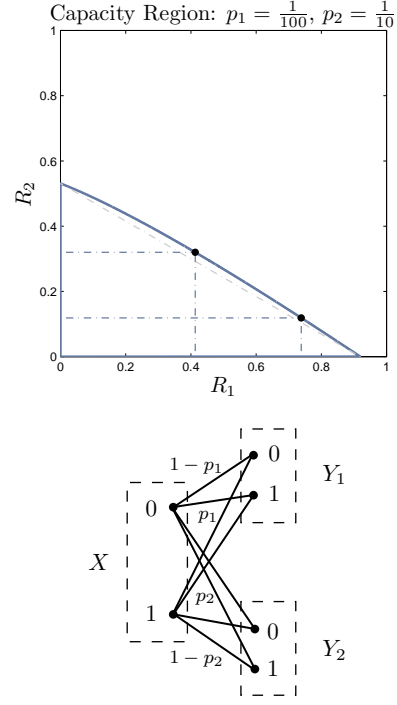 Capacity Region: p₁ = 1/100, p₂ = 1/10
1
0.8
0.6
0.4
0.2
0
R₂
0 0.2 0.4 0.6 0.8 1
R₁
1 − p₁
0
1
Y₁
0
p₁
X
p₂
1
0
1
Y₂
1−p₂